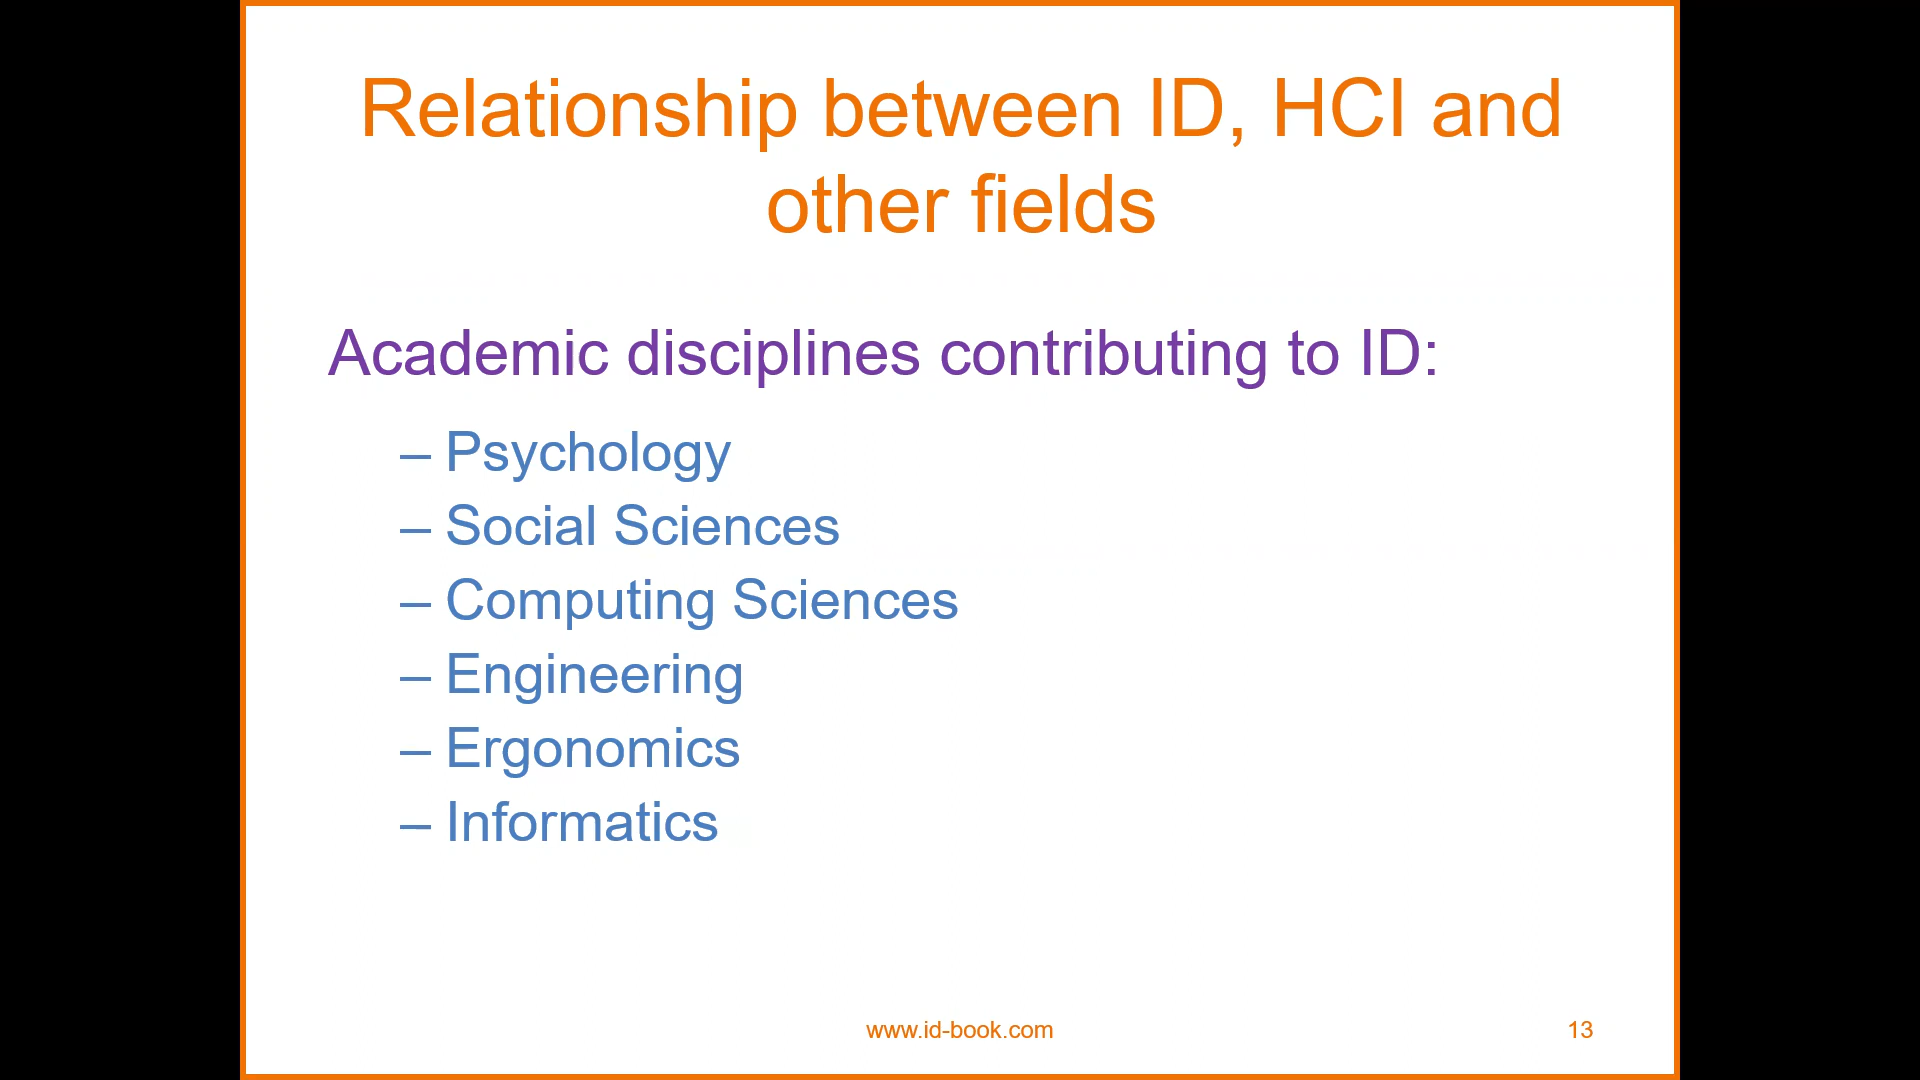 Relationship between ID, HCI and
other fields
Academic disciplines contributing to ID:
– Psychology
– Social Sciences
– Computing Sciences
– Engineering
– Ergonomics
– Informatics
www.id-book.com
13